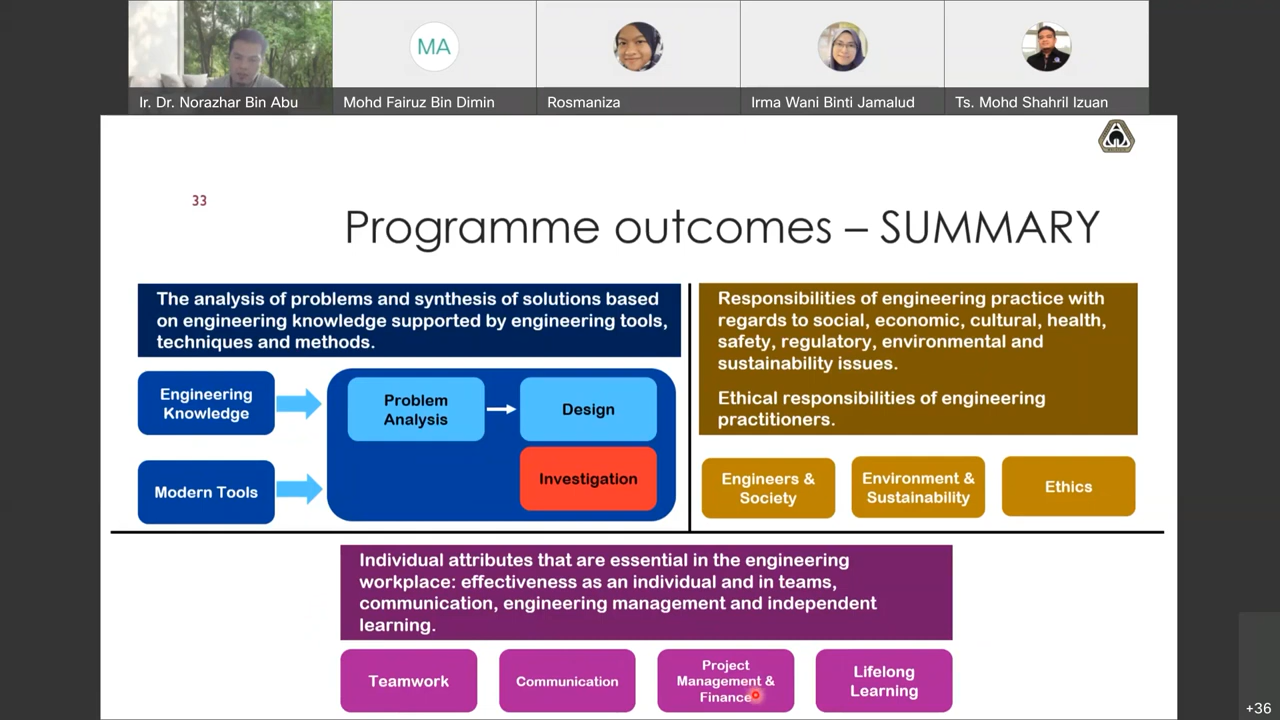 Ir. Dr. Norazhar Bin Abu
MA
Mohd Fairuz Bin Dimin
Rosmaniza
Irma Wani Binti Jamalud
Ts. Mohd Shahril Izuan
33
Programme outcomes – SUMMARY
The analysis of problems and synthesis of solutions based
on engineering knowledge supported by engineering tools,
techniques and methods.
Engineering
Knowledge
Problem
Analysis
Design
Modern Tools
Investigation
Responsibilities of engineering practice with
regards to social, economic, cultural, health,
safety, regulatory, environmental and
sustainability issues.
Ethical responsibilities of engineering
practitioners.
Engineers &
Society
Environment &
Sustainability
Ethics
Individual attributes that are essential in the engineering
workplace: effectiveness as an individual and in teams,
communication, engineering management and independent
learning.
Teamwork
Communication
Project
Management &
Finance
Lifelong
Learning
+36